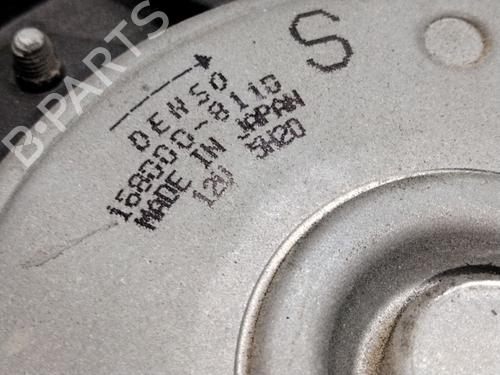 S
DENSO
168000-8110
MADE IN JAPAN
12V 5H20
B-PARTS